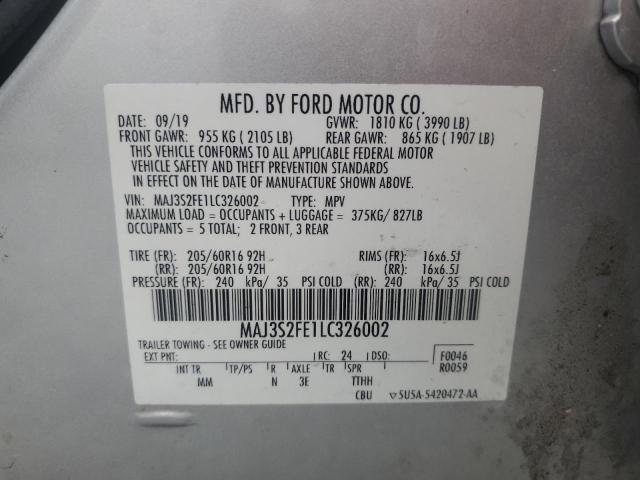 MFD. BY FORD MOTOR CO.
DATE: 09/19 GVWR: 1810 KG ( 3990 LB)
FRONT GAWR: 955 KG ( 2105 LB) REAR GAWR: 865 KG ( 1907 LB)
THIS VEHICLE CONFORMS TO ALL APPLICABLE FEDERAL MOTOR
VEHICLE SAFETY AND THEFT PREVENTION STANDARDS
IN EFFECT ON THE DATE OF MANUFACTURE SHOWN ABOVE.
VIN: MAJ3S2FE1LC326002 TYPE: MPV
MAXIMUM LOAD = OCCUPANTS + LUGGAGE = 375KG/ 827LB
OCCUPANTS = 5 TOTAL; 2 FRONT, 3 REAR
TIRE (FR): 205/60R16 92H RIMS (FR): 16x6.5J
(RR): 205/60R16 92H (RR): 16x6.5J
PRESSURE (FR): 240 kPa/ 35 PSI COLD (RR): 240 kPa/ 35 PSI COLD
MAJ3S2FE1LC326002
TRAILER TOWING - SEE OWNER GUIDE
EXT PNT: RC: 24 DSO: F0046
INT TR TP/PS R AXLE TR SPR R0059
MM N 3E TTHH
CBU ▽ SU5A-5420472-AA